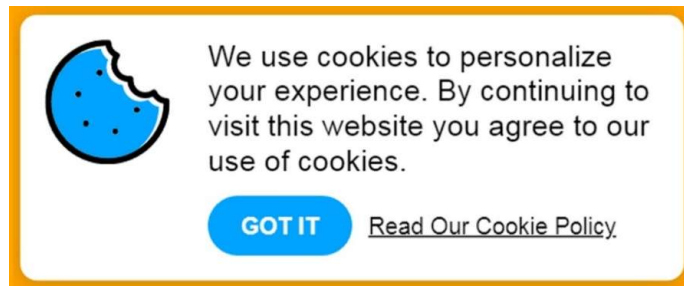 We use cookies to personalize
your experience. By continuing to
visit this website you agree to our
use of cookies.
GOT IT Read Our Cookie Policy